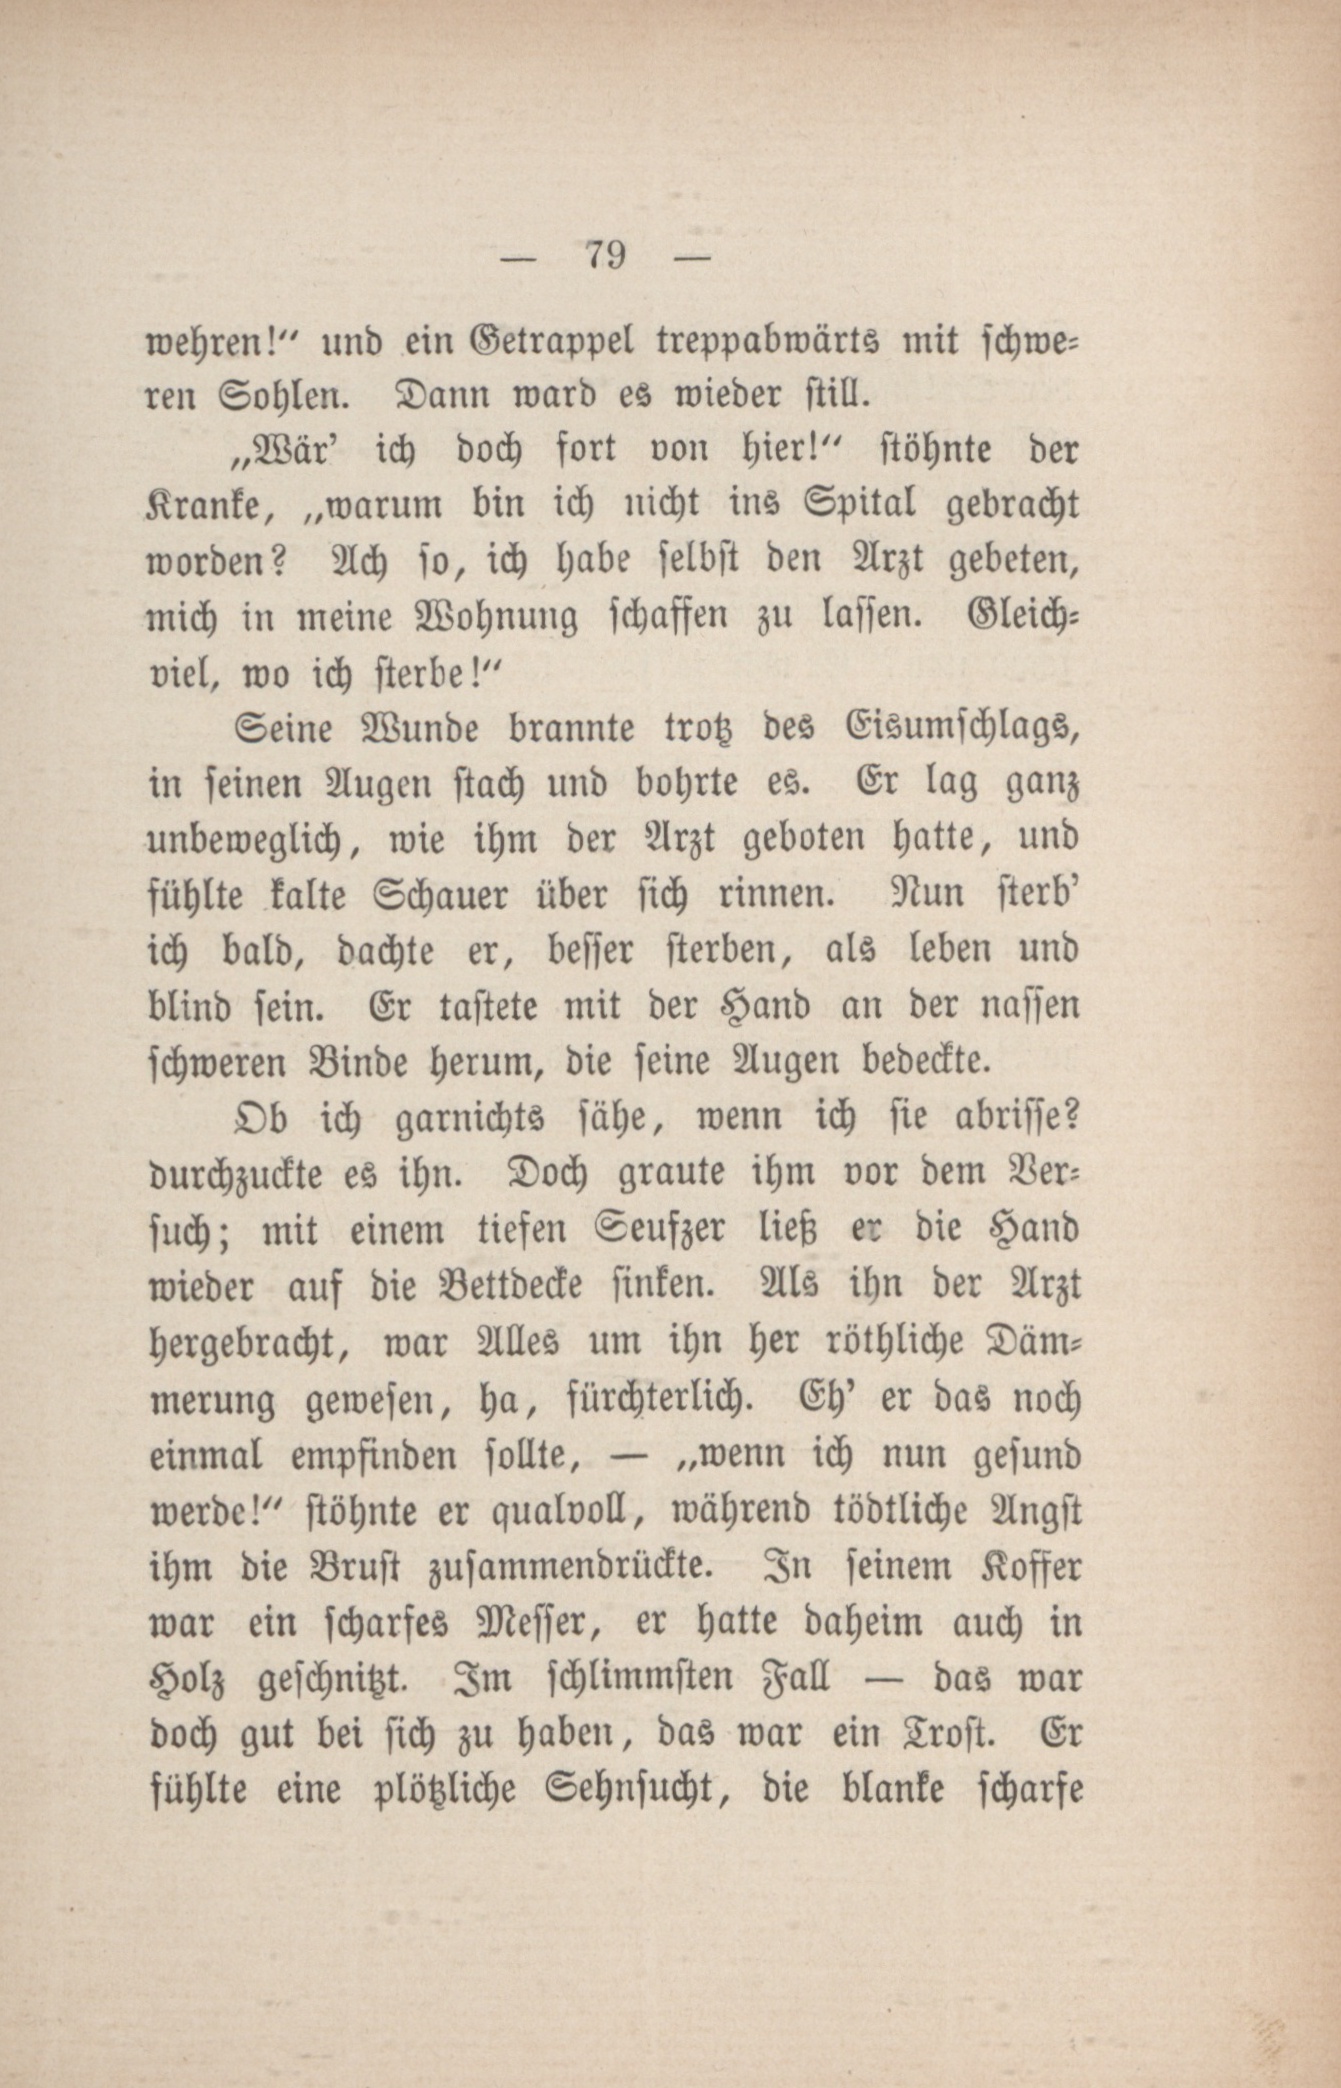 — 79 —
wehren!“ und ein Getrappel treppabwärts mit schwe-
ren Sohlen. Dann ward es wieder still.
„Wär’ ich doch fort von hier!“ stöhnte der
Kranke, „warum bin ich nicht ins Spital gebracht
worden? Ach so, ich habe selbst den Arzt gebeten,
mich in meine Wohnung schaffen zu lassen. Gleich-
viel, wo ich sterbe!“
Seine Wunde brannte trotz des Eisumschlags,
in seinen Augen stach und bohrte es. Er lag ganz
unbeweglich, wie ihm der Arzt geboten hatte, und
fühlte kalte Schauer über sich rinnen. Nun sterb’
ich bald, dachte er, besser sterben, als leben und
blind sein. Er tastete mit der Hand an der nassen
schweren Binde herum, die seine Augen bedeckte.
Ob ich garnichts sähe, wenn ich sie abrisse?
durchzuckte es ihn. Doch graute ihm vor dem Ver-
such; mit einem tiefen Seufzer ließ er die Hand
wieder auf die Bettdecke sinken. Als ihn der Arzt
hergebracht, war Alles um ihn her röthliche Däm-
merung gewesen, ha, fürchterlich. Eh’ er das noch
einmal empfinden sollte, — „wenn ich nun gesund
werde!“ stöhnte er qualvoll, während tödtliche Angst
ihm die Brust zusammendrückte. In seinem Koffer
war ein scharfes Messer, er hatte daheim auch in
Holz geschnitzt. Im schlimmsten Fall — das war
doch gut bei sich zu haben, das war ein Trost. Er
fühlte eine plötzliche Sehnsucht, die blanke scharfe